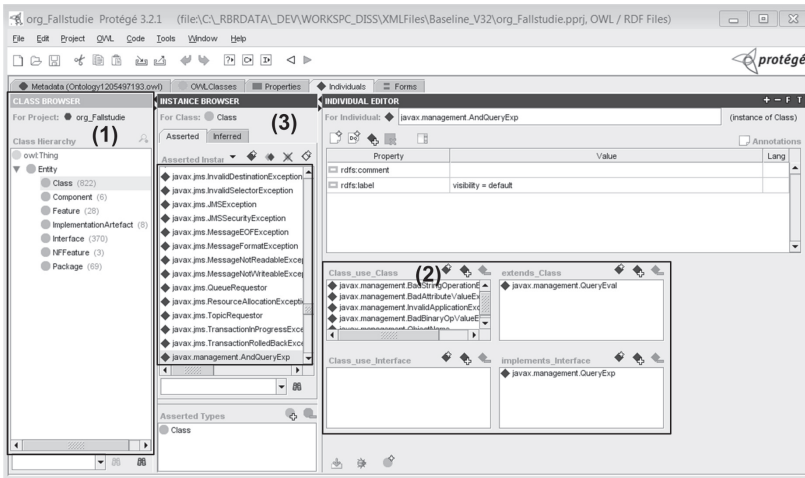 org_Fallstudie Protégé 3.2.1 (file:\C:\_RBRDATA\_DEV\WORKSPC_DISS\XMLFiles\Baseline_V32\org_Fallstudie.pprj, OWL / RDF Files)
File Edit Project OWL Code Tools Window Help
protégé
Metadata (Ontology1205497193.owl) OWLClasses Properties Individuals Forms
CLASS BROWSER
For Project: org_Fallstudie
(1)
Class Hierarchy
owl:Thing
Entity
Class (822)
Component (6)
Feature (28)
ImplementationArtefact (8)
Interface (370)
NFFeature (3)
Package (69)
INSTANCE BROWSER
For Class: Class
(3)
Asserted Inferred
Asserted Instar
javax.jms.InvalidDestinationException
javax.jms.InvalidSelectorException
javax.jms.JMSException
javax.jms.JMSSecurityException
javax.jms.MessageEOFException
javax.jms.MessageFormatException
javax.jms.MessageNotReadableExcep
javax.jms.MessageNotWriteableExcep
javax.jms.QueueRequestor
javax.jms.ResourceAllocationExcepti
javax.jms.TopicRequestor
javax.jms.TransactionInProgressExce
javax.jms.TransactionRolledBackExce
javax.management.AndQueryExp
Asserted Types
Class
INDIVIDUAL EDITOR + − F T
For Individual: javax.management.AndQueryExp (instance of Class)
Annotations
Property Value Lang
rdfs:comment
rdfs:label visibility = default
Class_use_Class
(2)
javax.management.BadStringOperationE
javax.management.BadAttributeValueEx
javax.management.InvalidApplicationExc
javax.management.BadBinaryOpValueE
javax.management.ObjectName
extends_Class
javax.management.QueryEval
Class_use_Interface
implements_Interface
javax.management.QueryExp